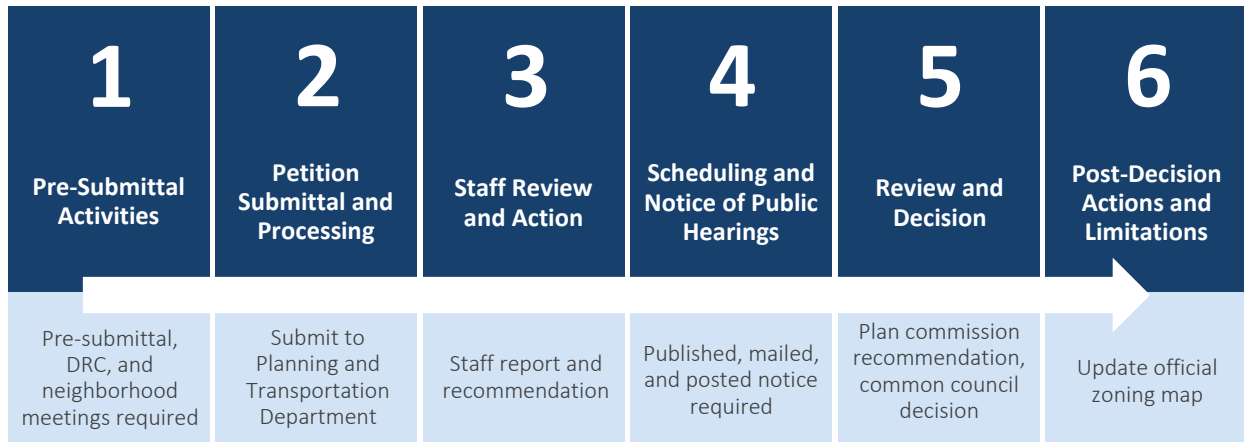 1
Pre-Submittal
Activities
Pre-submittal,
DRC, and
neighborhood
meetings required
2
Petition
Submittal and
Processing
Submit to
Planning and
Transportation
Department
3
Staff Review
and Action
Staff report and
recommendation
4
Scheduling and
Notice of Public
Hearings
Published, mailed,
and posted notice
required
5
Review and
Decision
Plan commission
recommendation,
common council
decision
6
Post-Decision
Actions and
Limitations
Update official
zoning map